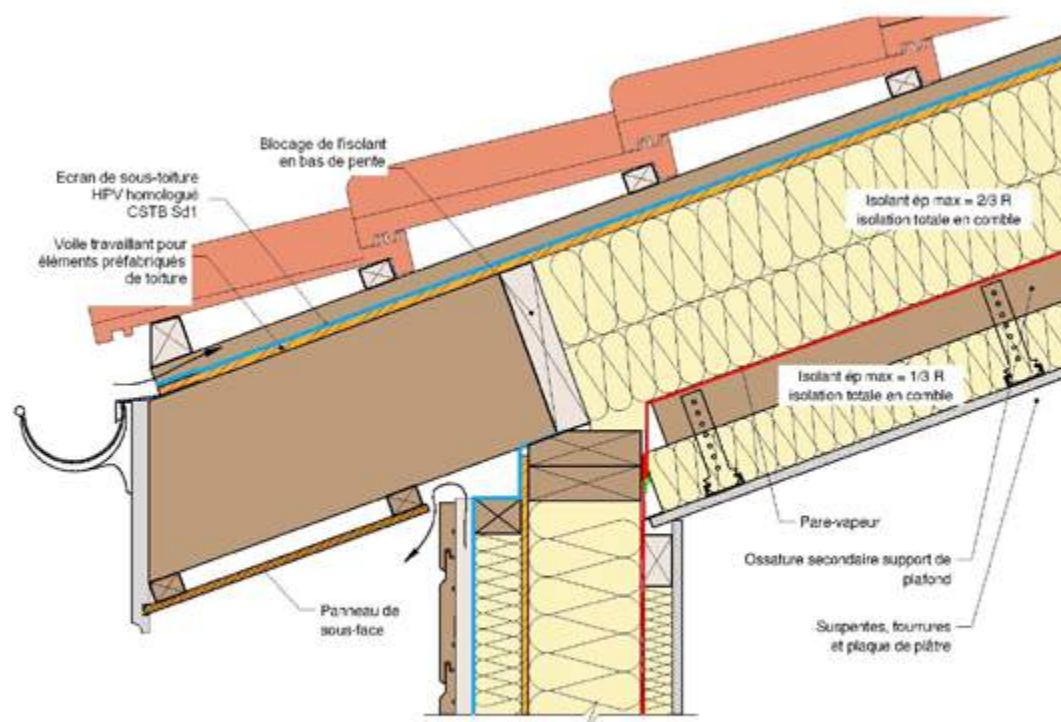 Blocage de l'isolant
en bas de pente
Ecran de sous-toiture
HPV homologué
CSTB Sd1
Voile travaillant pour
éléments préfabriqués
de toiture
Isolant ép max = 2/3 R
isolation totale en comble
Isolant ép max = 1/3 R
isolation totale en comble
Pare-vapeur
Ossature secondaire support de
plafond
Suspentes, fourrures
et plaque de plâtre
Panneau de
sous-face